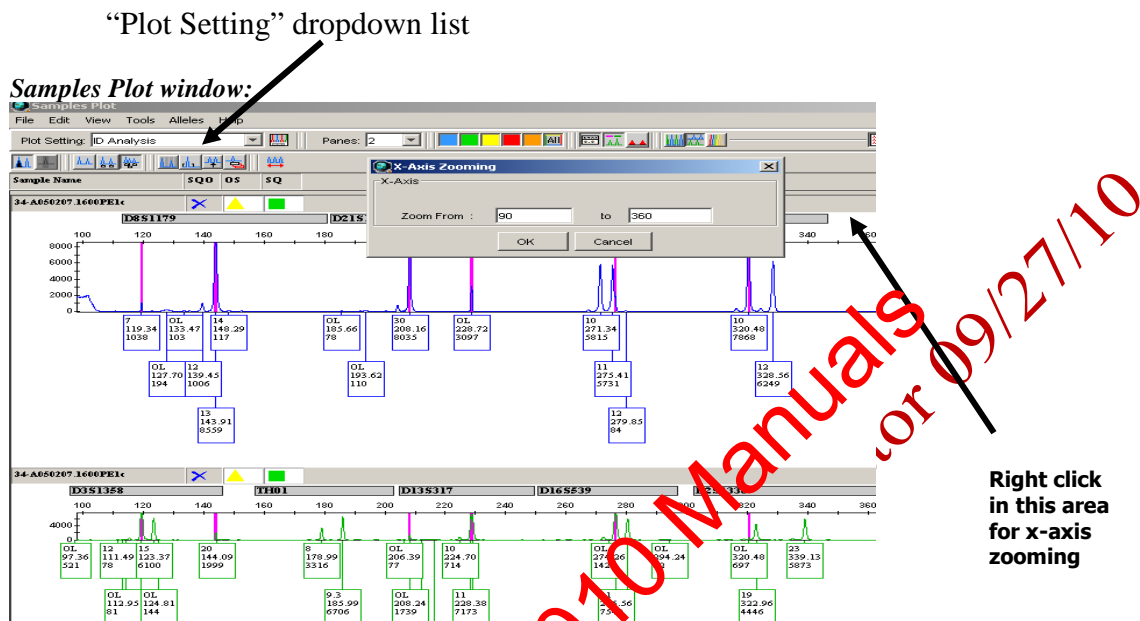 “Plot Setting” dropdown list
Samples Plot window:
Samples Plot
File Edit View Tools Alleles Help
Plot Setting: ID Analysis Panes: 2 All
X-Axis Zooming
X-Axis
Zoom From : 90 to 360
OK Cancel
Sample Name SQO OS SQ
34-A050207.1600PE1c
D8S1179
100 120 140 160 180 340 360
8000
6000
4000
2000
7
119.34
1038
OL
133.47
103
14
148.29
117
OL
185.66
78
30
208.16
8035
OL
228.72
3097
10
271.34
5815
10
320.48
7868
OL
127.70
194
12
139.45
1006
OL
193.62
110
11
275.41
5731
12
328.56
6249
13
143.91
8559
12
279.85
84
34-A050207.1600PE1c
D3S1358 TH01 D13S317 D16S539
100 120 140 160 180 200 220 240 260 280 300 320 340 360
4000
0
OL
97.36
521
12
111.49
78
15
123.37
6100
20
144.09
1999
8
178.99
3316
OL
206.39
77
10
224.70
714
OL
OL
294.24
OL
320.48
697
23
339.13
5873
OL
112.95
81
OL
124.81
144
9.3
185.99
6706
OL
208.24
1739
11
228.38
7173
19
322.96
4446
Right click
in this area
for x-axis
zooming
Manuals
for 09/27/10